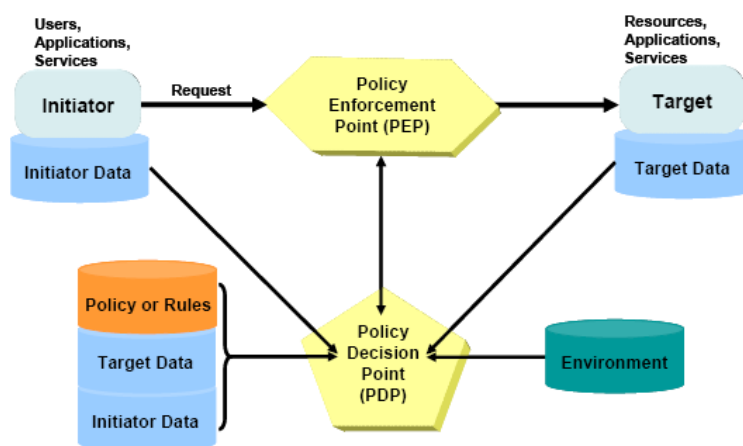 Users,
Applications,
Services
Resources,
Applications,
Services
Initiator
Request
Policy
Enforcement
Point (PEP)
Target
Initiator Data
Target Data
Policy or Rules
Target Data
Initiator Data
Policy
Decision
Point
(PDP)
Environment